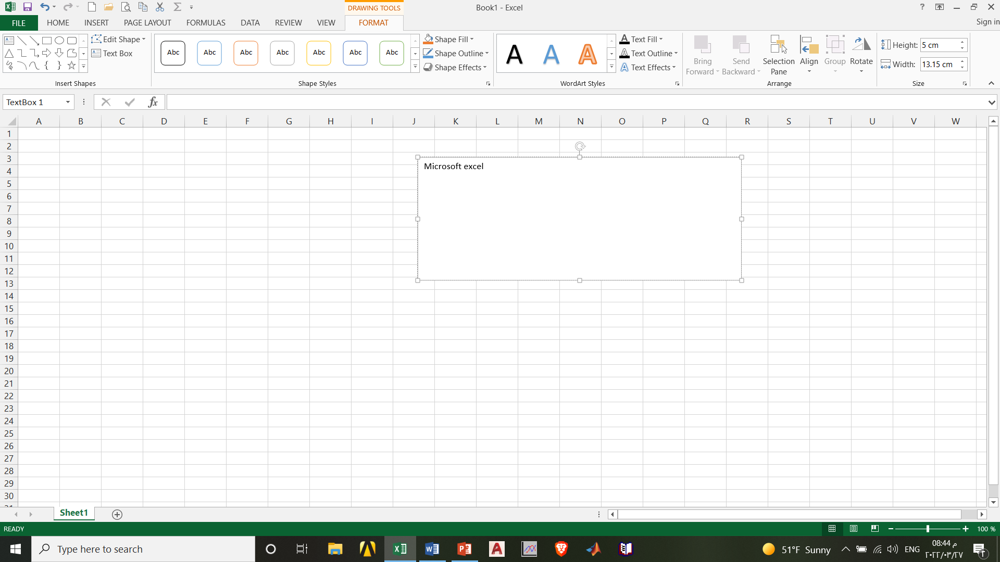 DRAWING TOOLS
Book1 - Excel
FILE HOME INSERT PAGE LAYOUT FORMULAS DATA REVIEW VIEW FORMAT Sign in
Edit Shape
Text Box
Insert Shapes
Abc Abc Abc Abc Abc Abc Abc
Shape Fill
Shape Outline
Shape Effects
Shape Styles
A A A
Text Fill
Text Outline
Text Effects
WordArt Styles
Bring Forward
Send Backward
Selection Pane
Align
Group
Rotate
Arrange
Height: 5 cm
Width: 13.15 cm
Size
TextBox 1
fx
A B C D E F G H I J K L M N O P Q R S T U V W
1
2
3
4
5
6
7
8
9
10
11
12
13
14
15
16
17
18
19
20
21
22
23
24
25
26
27
28
29
30
31
Microsoft excel
Sheet1
READY
100 %
Type here to search
51°F Sunny
ENG
08:44 م
٢٠٢٢/٠٣/٢٧
٢